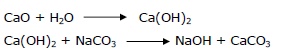 CaO + H₂O ⟶ Ca(OH)₂
Ca(OH)₂ + NaCO₃ ⟶ NaOH + CaCO₃